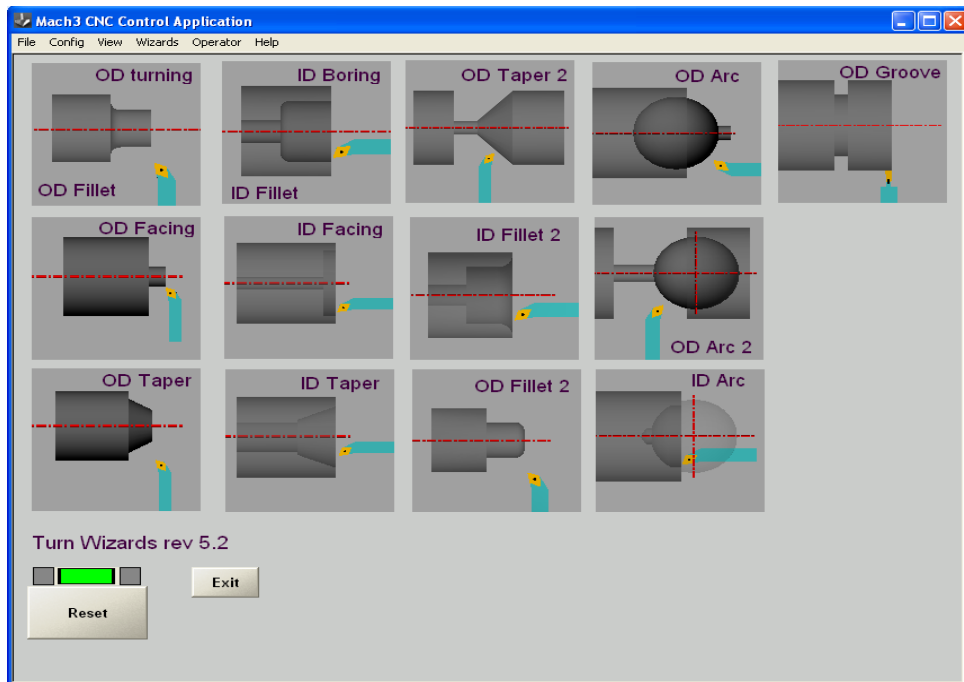 Mach3 CNC Control Application
File Config View Wizards Operator Help
OD turning
OD Fillet
ID Boring
ID Fillet
OD Taper 2
OD Arc
OD Groove
OD Facing
ID Facing
ID Fillet 2
OD Arc 2
OD Taper
ID Taper
OD Fillet 2
ID Arc
Turn Wizards rev 5.2
Exit
Reset